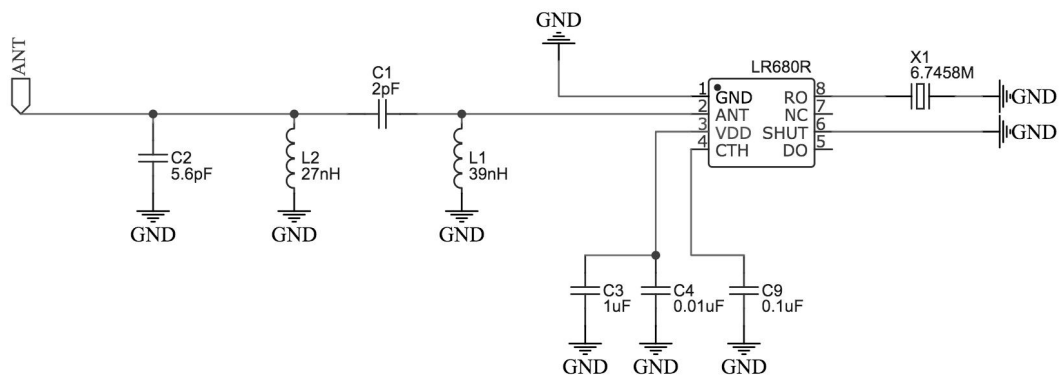 ANT
GND
C1
2pF
C2
5.6pF
L2
27nH
L1
39nH
GND
GND
GND
LR680R
1 GND RO 8
2 ANT NC 7
3 VDD SHUT 6
4 CTH DO 5
X1
6.7458M
GND
GND
C3
1uF
C4
0.01uF
C9
0.1uF
GND
GND
GND